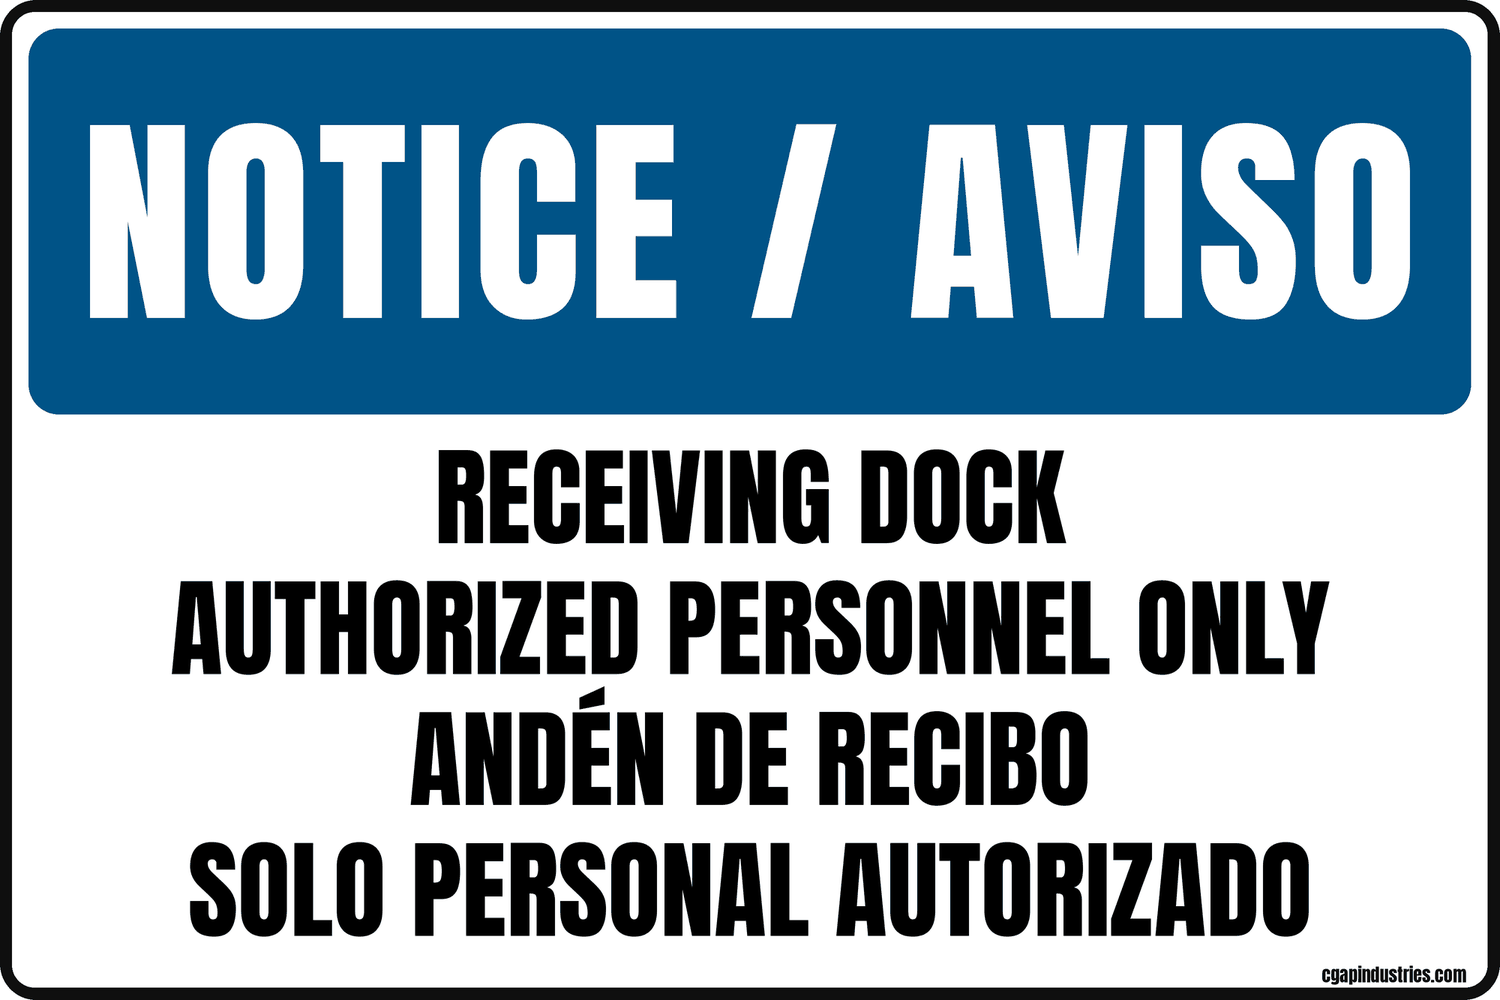 NOTICE / AVISO
RECEIVING DOCK
AUTHORIZED PERSONNEL ONLY
ANDÉN DE RECIBO
SOLO PERSONAL AUTORIZADO
cgapindustries.com